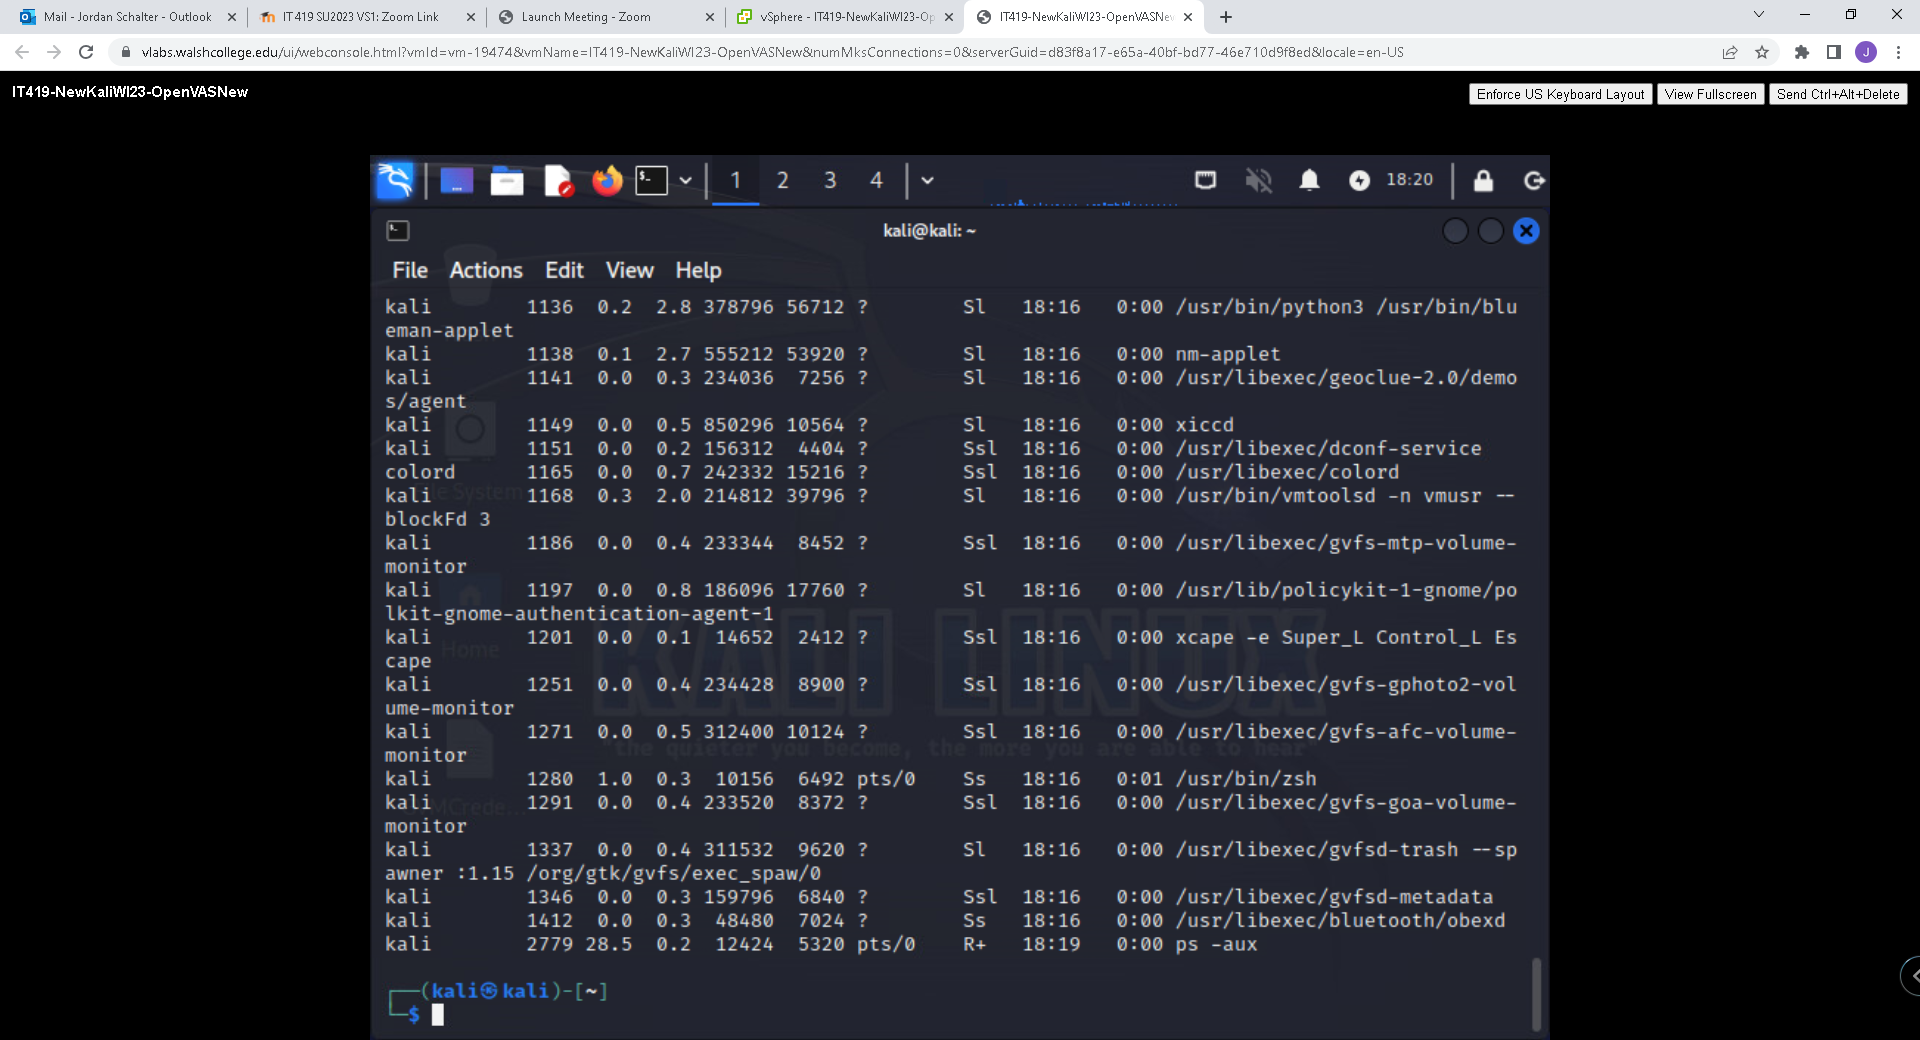 Mail - Jordan Schalter - Outlook
IT 419 SU2023 VS1: Zoom Link
Launch Meeting - Zoom
vSphere - IT419-NewKaliWI23-Op
IT419-NewKaliWI23-OpenVASNew
vlabs.walshcollege.edu/ui/webconsole.html?vmId=vm-19474&vmName=IT419-NewKaliWI23-OpenVASNew&numMksConnections=0&serverGuid=d83f8a17-e65a-40bf-bd77-46e710d9f8ed&locale=en-US
J
IT419-NewKaliWI23-OpenVASNew
Enforce US Keyboard Layout
View Fullscreen
Send Ctrl+Alt+Delete
1 2 3 4
18:20
kali@kali: ~
File Actions Edit View Help
kali 1136 0.2 2.8 378796 56712 ? Sl 18:16 0:00 /usr/bin/python3 /usr/bin/blu
eman-applet
kali 1138 0.1 2.7 555212 53920 ? Sl 18:16 0:00 nm-applet
kali 1141 0.0 0.3 234036 7256 ? Sl 18:16 0:00 /usr/libexec/geoclue-2.0/demo
s/agent
kali 1149 0.0 0.5 850296 10564 ? Sl 18:16 0:00 xiccd
kali 1151 0.0 0.2 156312 4404 ? Ssl 18:16 0:00 /usr/libexec/dconf-service
colord 1165 0.0 0.7 242332 15216 ? Ssl 18:16 0:00 /usr/libexec/colord
kali 1168 0.3 2.0 214812 39796 ? Sl 18:16 0:00 /usr/bin/vmtoolsd -n vmusr --
blockFd 3
kali 1186 0.0 0.4 233344 8452 ? Ssl 18:16 0:00 /usr/libexec/gvfs-mtp-volume-
monitor
kali 1197 0.0 0.8 186096 17760 ? Sl 18:16 0:00 /usr/lib/policykit-1-gnome/po
lkit-gnome-authentication-agent-1
kali 1201 0.0 0.1 14652 2412 ? Ssl 18:16 0:00 xcape -e Super_L Control_L Es
cape
kali 1251 0.0 0.4 234428 8900 ? Ssl 18:16 0:00 /usr/libexec/gvfs-gphoto2-vol
ume-monitor
kali 1271 0.0 0.5 312400 10124 ? Ssl 18:16 0:00 /usr/libexec/gvfs-afc-volume-
monitor
kali 1280 1.0 0.3 10156 6492 pts/0 Ss 18:16 0:01 /usr/bin/zsh
kali 1291 0.0 0.4 233520 8372 ? Ssl 18:16 0:00 /usr/libexec/gvfs-goa-volume-
monitor
kali 1337 0.0 0.4 311532 9620 ? Sl 18:16 0:00 /usr/libexec/gvfsd-trash --sp
awner :1.15 /org/gtk/gvfs/exec_spaw/0
kali 1346 0.0 0.3 159796 6840 ? Ssl 18:16 0:00 /usr/libexec/gvfsd-metadata
kali 1412 0.0 0.3 48480 7024 ? Ss 18:16 0:00 /usr/libexec/bluetooth/obexd
kali 2779 28.5 0.2 12424 5320 pts/0 R+ 18:19 0:00 ps -aux
┌──(kali㉿kali)-[~]
└─$
System
Home
KALI LINUX
"the quieter you become, the more you are able to hear"